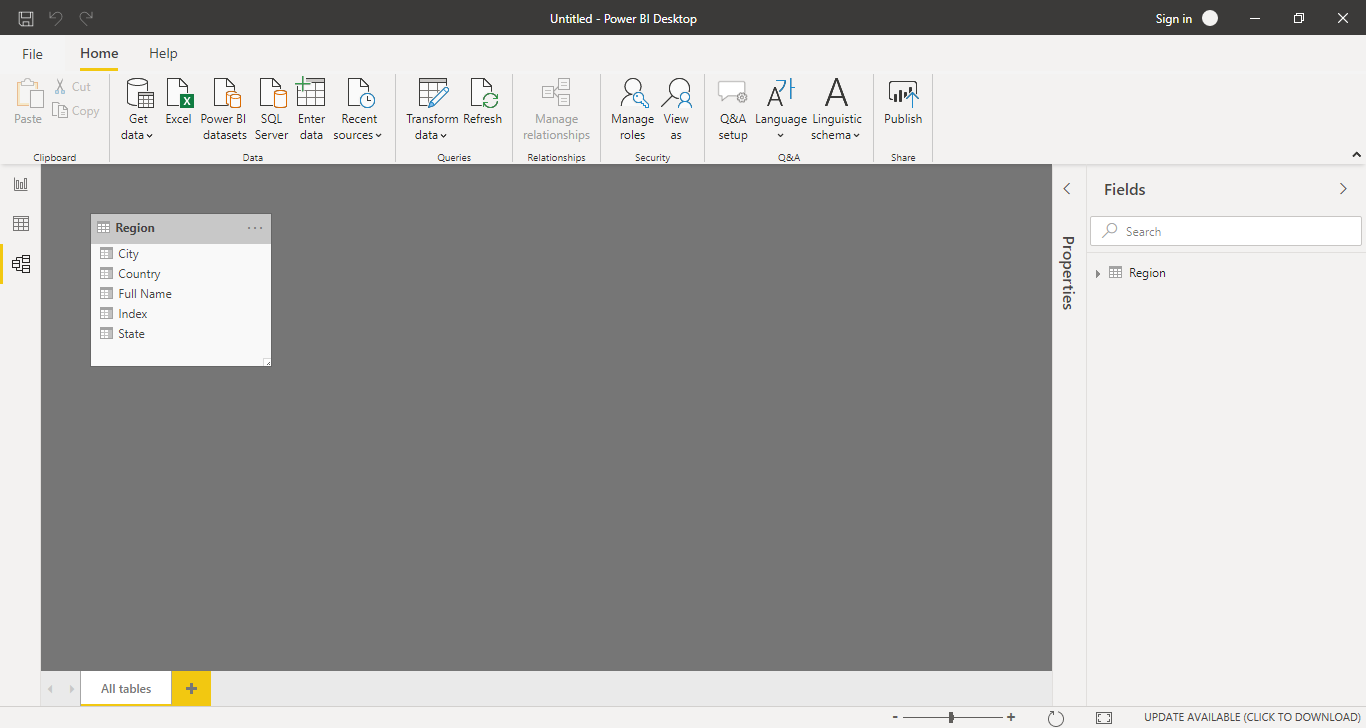 Untitled - Power BI Desktop
Sign in
File
Home
Help
Paste
Cut
Copy
Clipboard
Get
data
Excel
Power BI
datasets
SQL
Server
Enter
data
Recent
sources
Data
Transform
data
Refresh
Queries
Manage
relationships
Relationships
Manage
roles
View
as
Security
Q&A
setup
Language
Linguistic
schema
Q&A
Publish
Share
Region
City
Country
Full Name
Index
State
Properties
Fields
Search
Region
All tables
UPDATE AVAILABLE (CLICK TO DOWNLOAD)